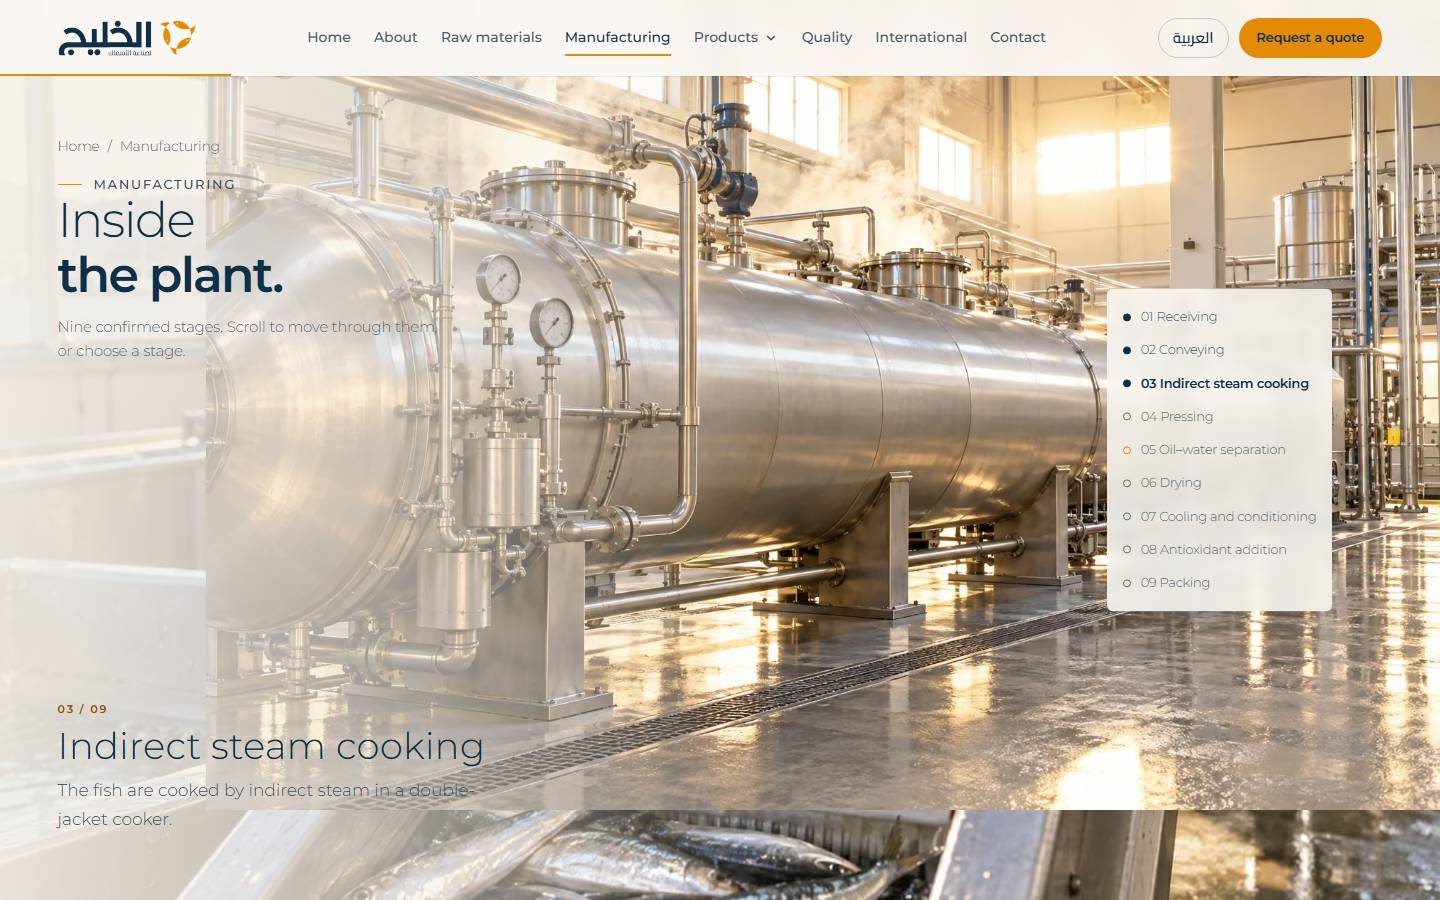 الخليج
لصناعة الأسماك
Home
About
Raw materials
Manufacturing
Products
Quality
International
Contact
العربية
Request a quote
Home / Manufacturing
MANUFACTURING
Inside
the plant.
Nine confirmed stages. Scroll to move through them,
or choose a stage.
01 Receiving
02 Conveying
03 Indirect steam cooking
04 Pressing
05 Oil–water separation
06 Drying
07 Cooling and conditioning
08 Antioxidant addition
09 Packing
03 / 09
Indirect steam cooking
The fish are cooked by indirect steam in a double-
jacket cooker.